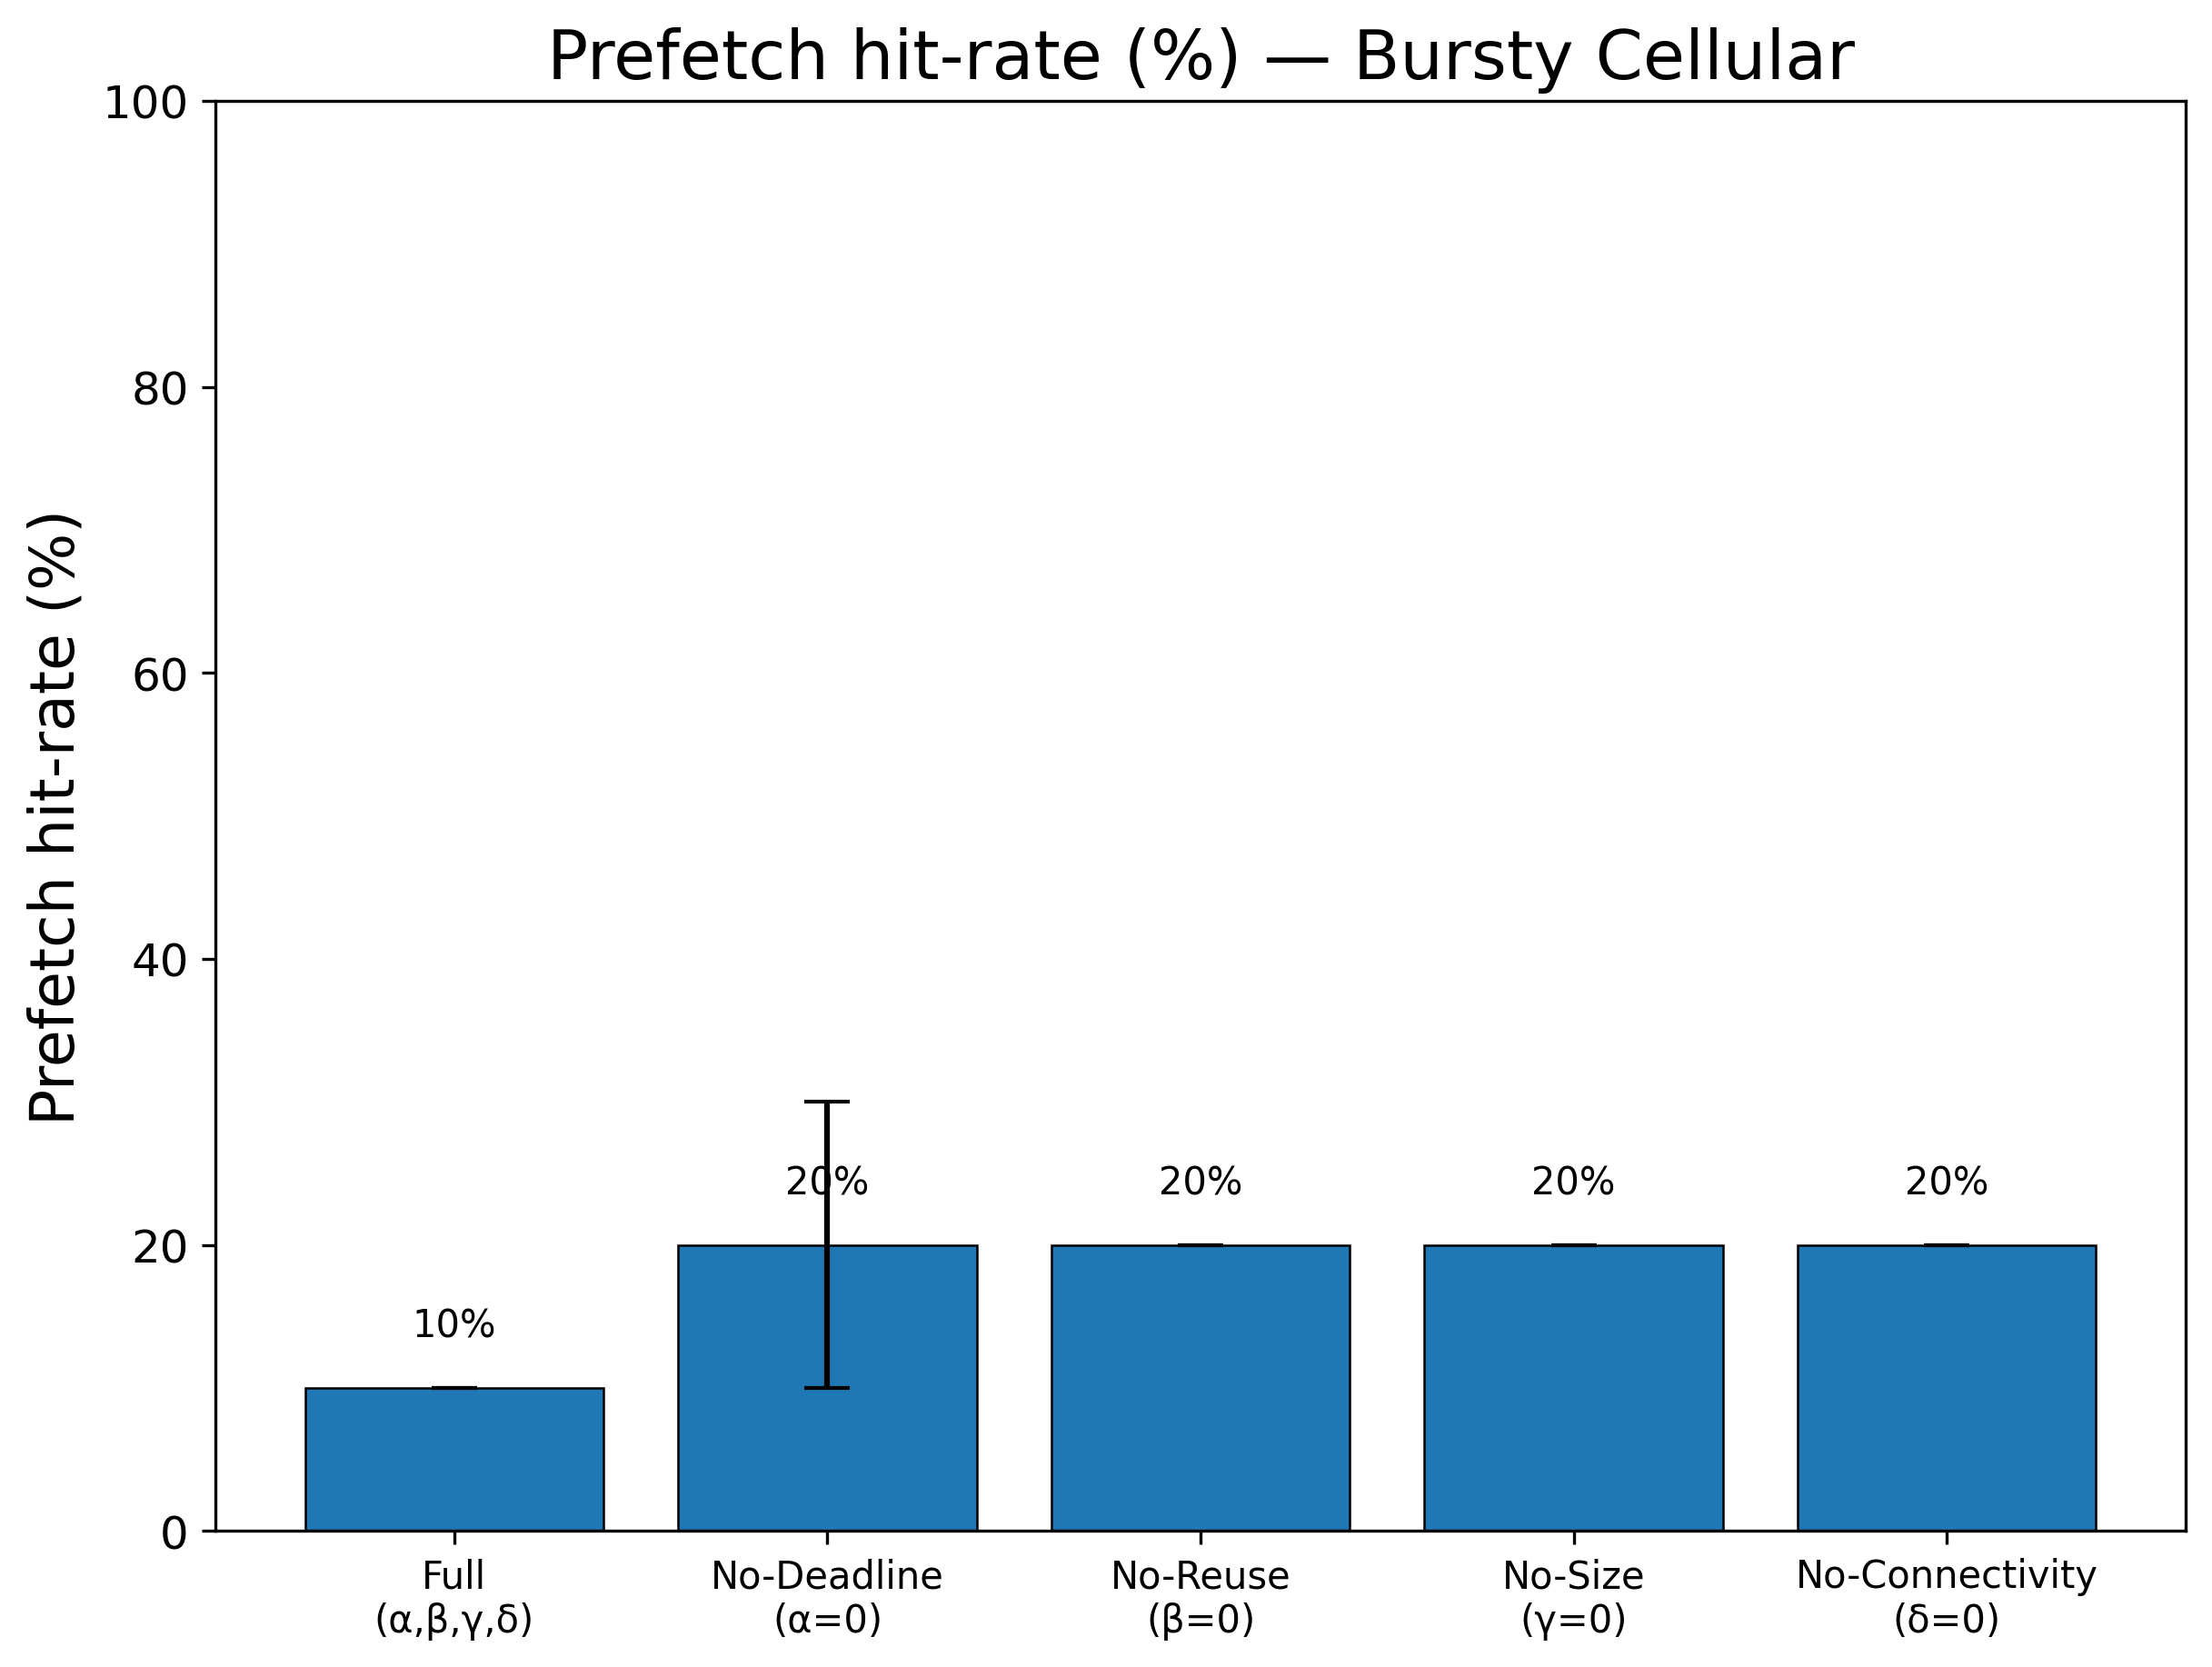 Prefetch hit-rate (%) — Bursty Cellular
Prefetch hit-rate (%)
100
80
60
40
20
0
10%
20%
20%
20%
20%
Full
(α,β,γ,δ)
No-Deadline
(α=0)
No-Reuse
(β=0)
No-Size
(γ=0)
No-Connectivity
(δ=0)